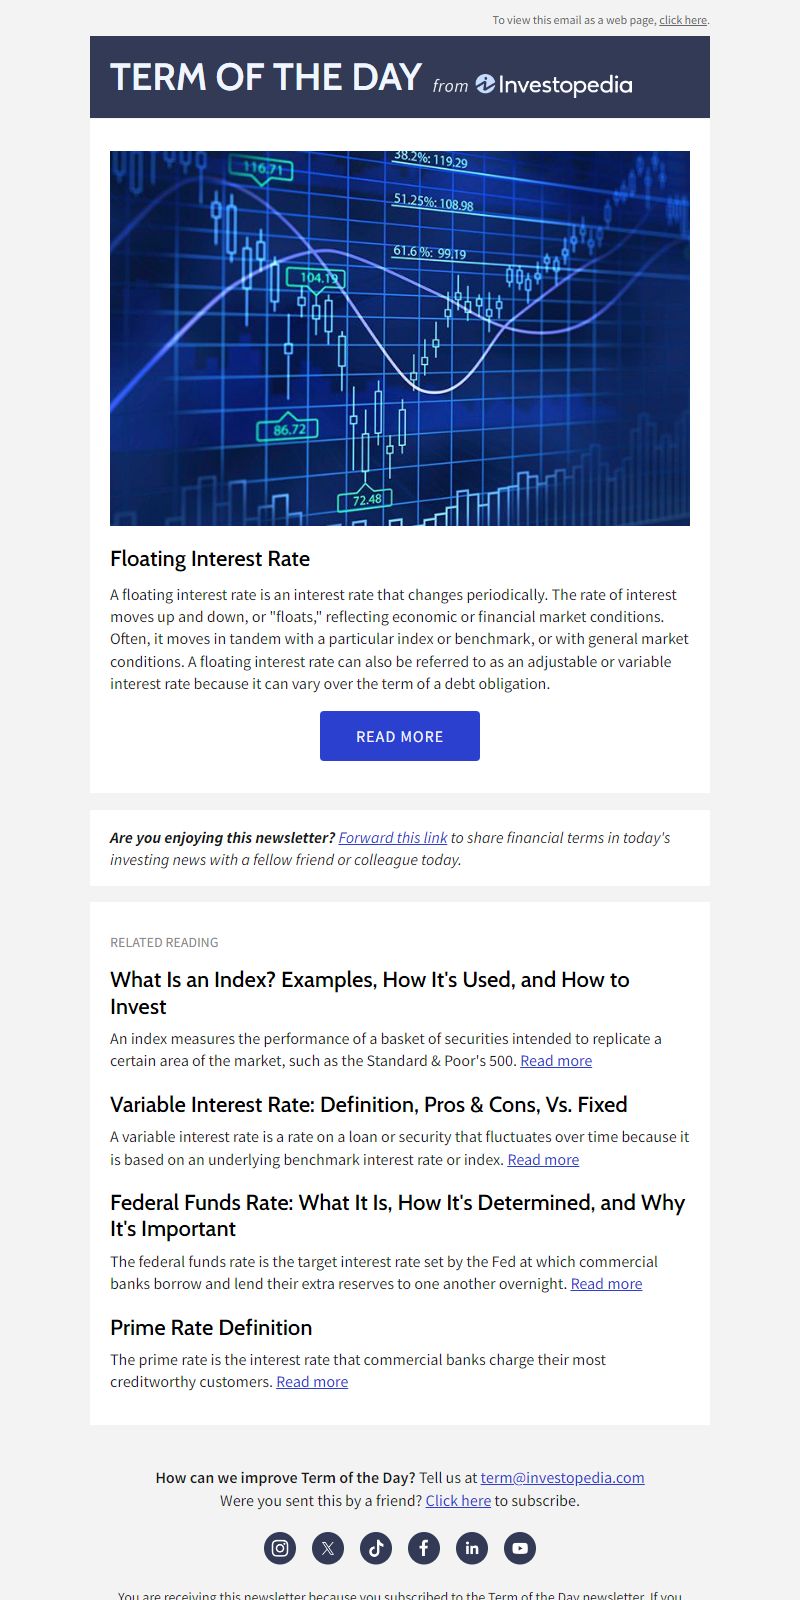 To view this email as a web page, click here.
TERM OF THE DAY from Investopedia
116.71
38.2%: 119.29
51.25%: 108.98
61.6 %: 99.19
104.19
86.72
72.48
Floating Interest Rate
A floating interest rate is an interest rate that changes periodically. The rate of interest
moves up and down, or "floats," reflecting economic or financial market conditions.
Often, it moves in tandem with a particular index or benchmark, or with general market
conditions. A floating interest rate can also be referred to as an adjustable or variable
interest rate because it can vary over the term of a debt obligation.
READ MORE
Are you enjoying this newsletter? Forward this link to share financial terms in today's
investing news with a fellow friend or colleague today.
RELATED READING
What Is an Index? Examples, How It's Used, and How to
Invest
An index measures the performance of a basket of securities intended to replicate a
certain area of the market, such as the Standard & Poor's 500. Read more
Variable Interest Rate: Definition, Pros & Cons, Vs. Fixed
A variable interest rate is a rate on a loan or security that fluctuates over time because it
is based on an underlying benchmark interest rate or index. Read more
Federal Funds Rate: What It Is, How It's Determined, and Why
It's Important
The federal funds rate is the target interest rate set by the Fed at which commercial
banks borrow and lend their extra reserves to one another overnight. Read more
Prime Rate Definition
The prime rate is the interest rate that commercial banks charge their most
creditworthy customers. Read more
How can we improve Term of the Day? Tell us at term@investopedia.com
Were you sent this by a friend? Click here to subscribe.
You are receiving this newsletter because you subscribed to the Term of the Day newsletter. If you